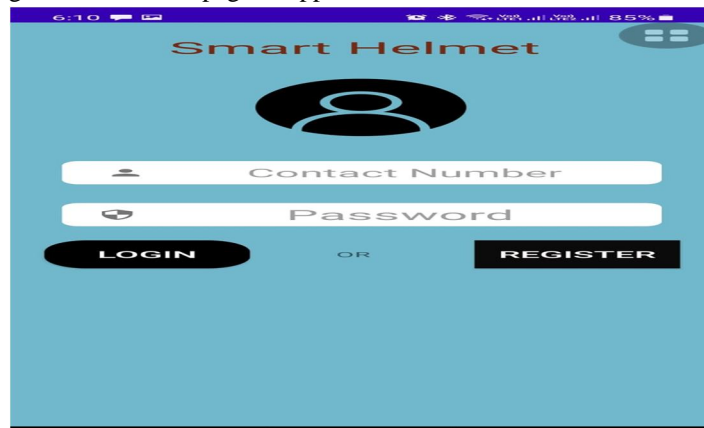 6:10 85%
Smart Helmet
Contact Number
Password
LOGIN OR REGISTER